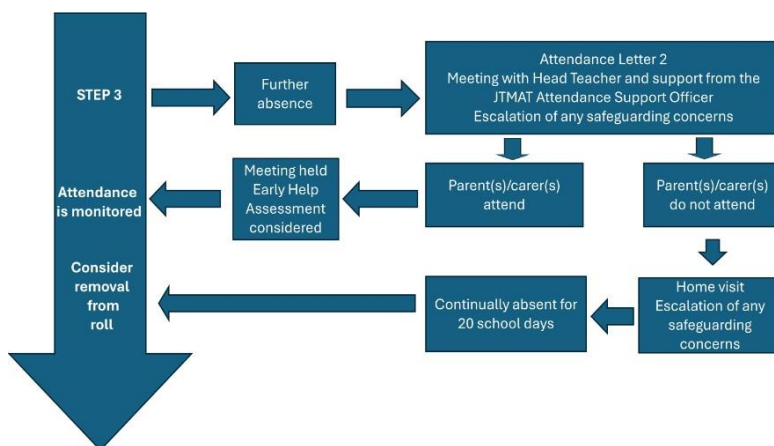 STEP 3
Further
absence
Attendance Letter 2
Meeting with Head Teacher and support from the
JTMAT Attendance Support Officer
Escalation of any safeguarding concerns
Attendance
is monitored
Meeting held
Early Help
Assessment
considered
Parent(s)/carer(s)
attend
Parent(s)/carer(s)
do not attend
Consider
removal
from
roll
Continually absent for
20 school days
Home visit
Escalation of any
safeguarding
concerns